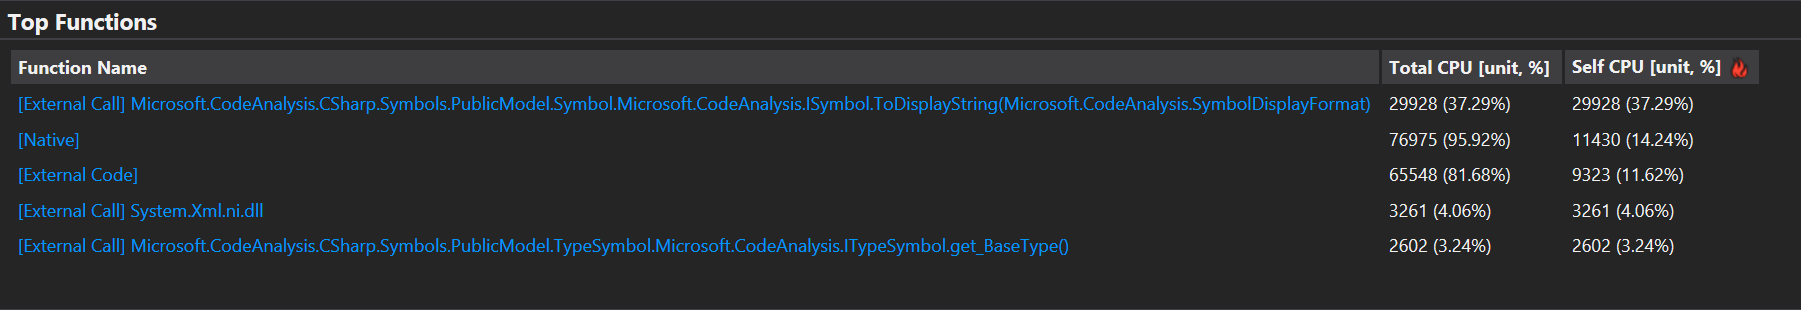 Top Functions
Function Name Total CPU [unit, %] Self CPU [unit, %]
[External Call] Microsoft.CodeAnalysis.CSharp.Symbols.PublicModel.Symbol.Microsoft.CodeAnalysis.ISymbol.ToDisplayString(Microsoft.CodeAnalysis.SymbolDisplayFormat) 29928 (37.29%) 29928 (37.29%)
[Native] 76975 (95.92%) 11430 (14.24%)
[External Code] 65548 (81.68%) 9323 (11.62%)
[External Call] System.Xml.ni.dll 3261 (4.06%) 3261 (4.06%)
[External Call] Microsoft.CodeAnalysis.CSharp.Symbols.PublicModel.TypeSymbol.Microsoft.CodeAnalysis.ITypeSymbol.get_BaseType() 2602 (3.24%) 2602 (3.24%)